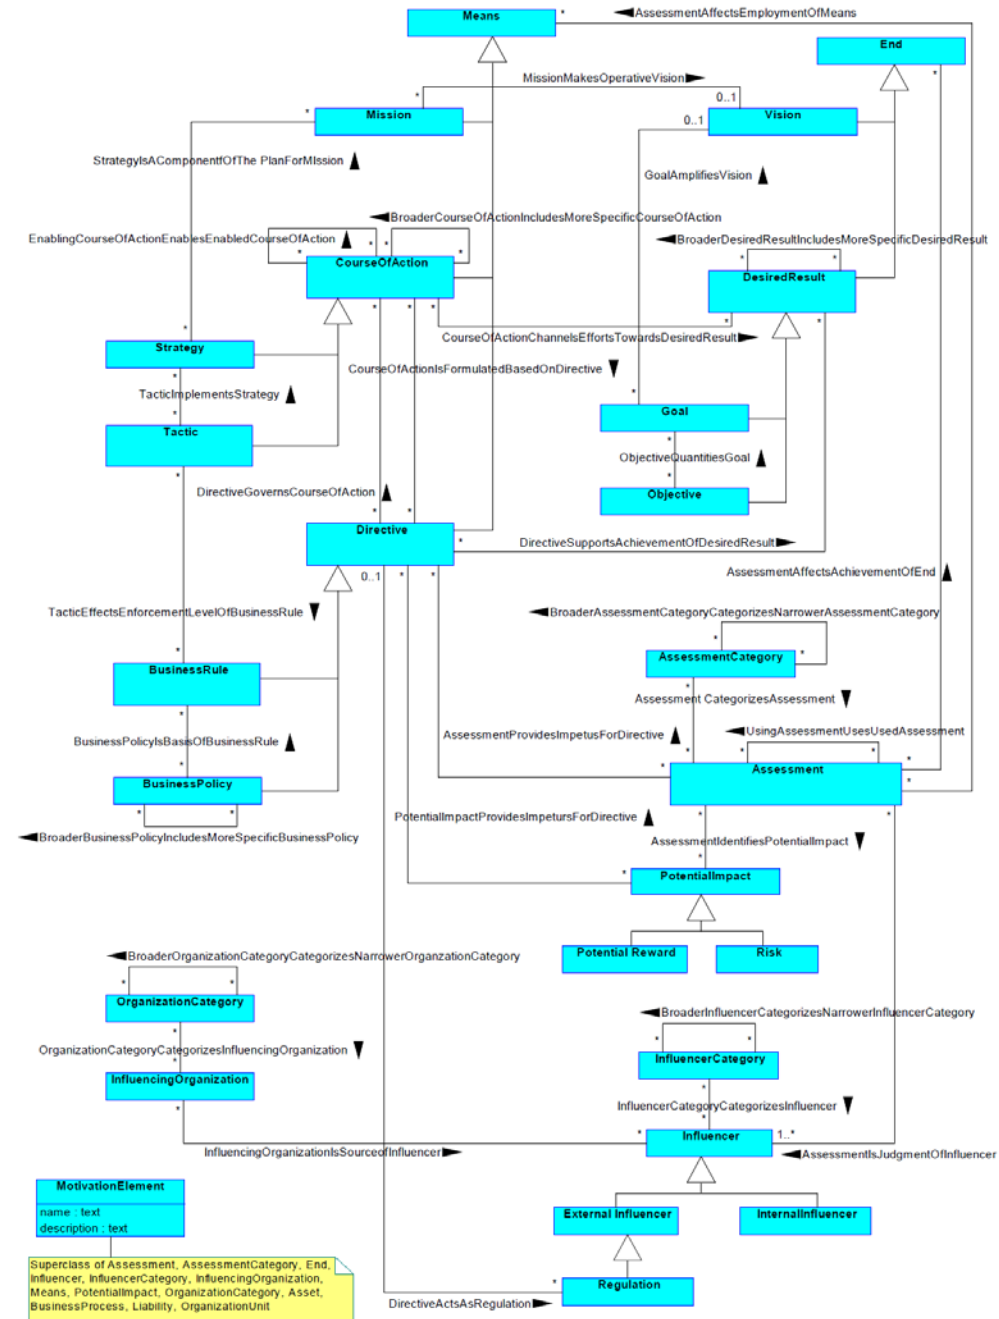 Means
*
AssessmentAffectsEmploymentOfMeans
End
*
MissionMakesOperativeVision
*
0..1
Mission
*
Vision
0..1
StrategyIsAComponentfOfThe PlanForMIssion
GoalAmplifiesVision
BroaderCourseOfActionIncludesMoreSpecificCourseOfAction
EnablingCourseOfActionEnablesEnabledCourseOfAction
*
*
*
*
BroaderDesiredResultIncludesMoreSpecificDesiredResult
*
*
CourseOfAction
DesiredResult
*
*
*
*
*
*
Strategy
CourseOfActionChannelsEffortsTowardsDesiredResult
*
CourseOfActionIsFormulatedBasedOnDirective
TacticImplementsStrategy
*
*
Tactic
Goal
*
ObjectiveQuantitiesGoal
*
*
Objective
DirectiveGovernsCourseOfAction
*
*
Directive
*
DirectiveSupportsAchievementOfDesiredResult
0..1
*
*
AssessmentAffectsAchievementOfEnd
TacticEffectsEnforcementLevelOfBusinessRule
BroaderAssessmentCategoryCategorizesNarrowerAssessmentCategory
*
*
*
BusinessRule
AssessmentCategory
*
Assessment CategorizesAssessment
*
BusinessPolicyIsBasisOfBusinessRule
AssessmentProvidesImpetusForDirective
UsingAssessmentUsesUsedAssessment
*
*
*
*
*
*
Assessment
*
BusinessPolicy
*
*
BroaderBusinessPolicyIncludesMoreSpecificBusinessPolicy
PotentialImpactProvidesImpetursForDirective
*
*
AssessmentIdentifiesPotentialImpact
*
*
PotentialImpact
Potential Reward
Risk
BroaderOrganizationCategoryCategorizesNarrowerOrganzationCategory
*
*
OrganizationCategory
*
OrganizationCategoryCategorizesInfluencingOrganization
*
InfluencingOrganization
*
BroaderInfluencerCategorizesNarrowerInfluencerCategory
*
*
InfluencerCategory
*
InfluencerCategoryCategorizesInfluencer
*
*
Influencer
1..*
InfluencingOrganizationIsSourceofInfluencer
AssessmentIsJudgmentOfInfluencer
MotivationElement
name : text
description : text
External Influencer
InternalInfluencer
Superclass of Assessment, AssessmentCategory, End,
Influencer, InfluencerCategory, InfluencingOrganization,
Means, PotentialImpact, OrganizationCategory, Asset,
BusinessProcess, Liability, OrganizationUnit
*
Regulation
DirectiveActsAsRegulation